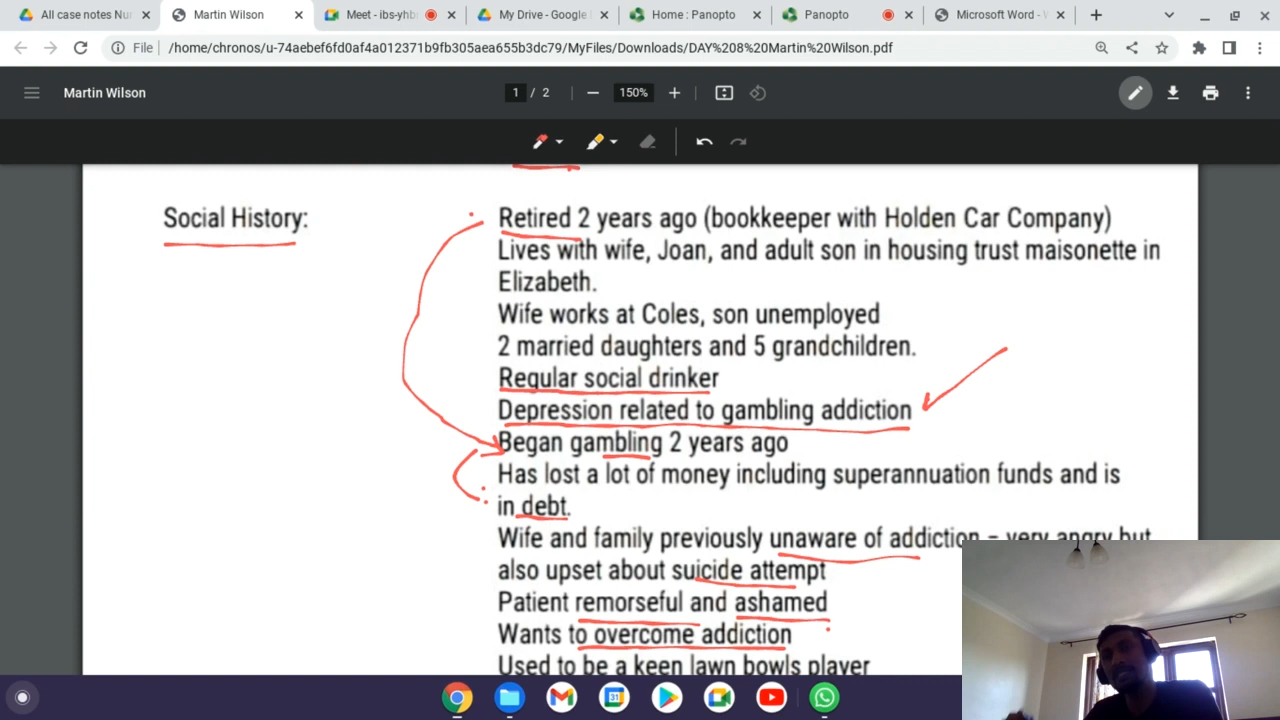 All case notes Nu
Martin Wilson
Meet - ibs-yhb
My Drive - Google
Home : Panopto
Panopto
Microsoft Word -
File
/home/chronos/u-74aebef6fd0af4a012371b9fb305aea655b3dc79/MyFiles/Downloads/DAY%208%20Martin%20Wilson.pdf
Martin Wilson
1 / 2
150%
Social History:
Retired 2 years ago (bookkeeper with Holden Car Company)
Lives with wife, Joan, and adult son in housing trust maisonette in
Elizabeth.
Wife works at Coles, son unemployed
2 married daughters and 5 grandchildren.
Regular social drinker
Depression related to gambling addiction
Began gambling 2 years ago
Has lost a lot of money including superannuation funds and is
in debt.
Wife and family previously unaware of addiction – very angry but
also upset about suicide attempt
Patient remorseful and ashamed
Wants to overcome addiction
Used to be a keen lawn bowls player
31